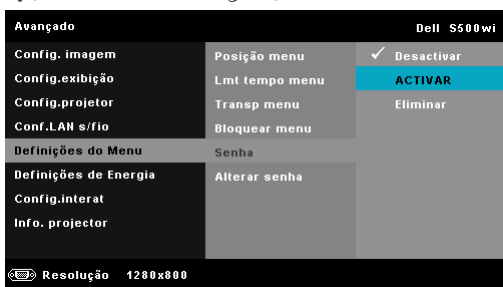 Avançado Dell S500wi
Config. imagem Posição menu Desactivar
Config.exibição Lmt tempo menu ACTIVAR
Config.projetor Transp menu Eliminar
Conf.LAN s/fio Bloquear menu
Definições do Menu Senha
Definições de Energia Alterar senha
Config.interat
Info. projector
Resolução 1280x800